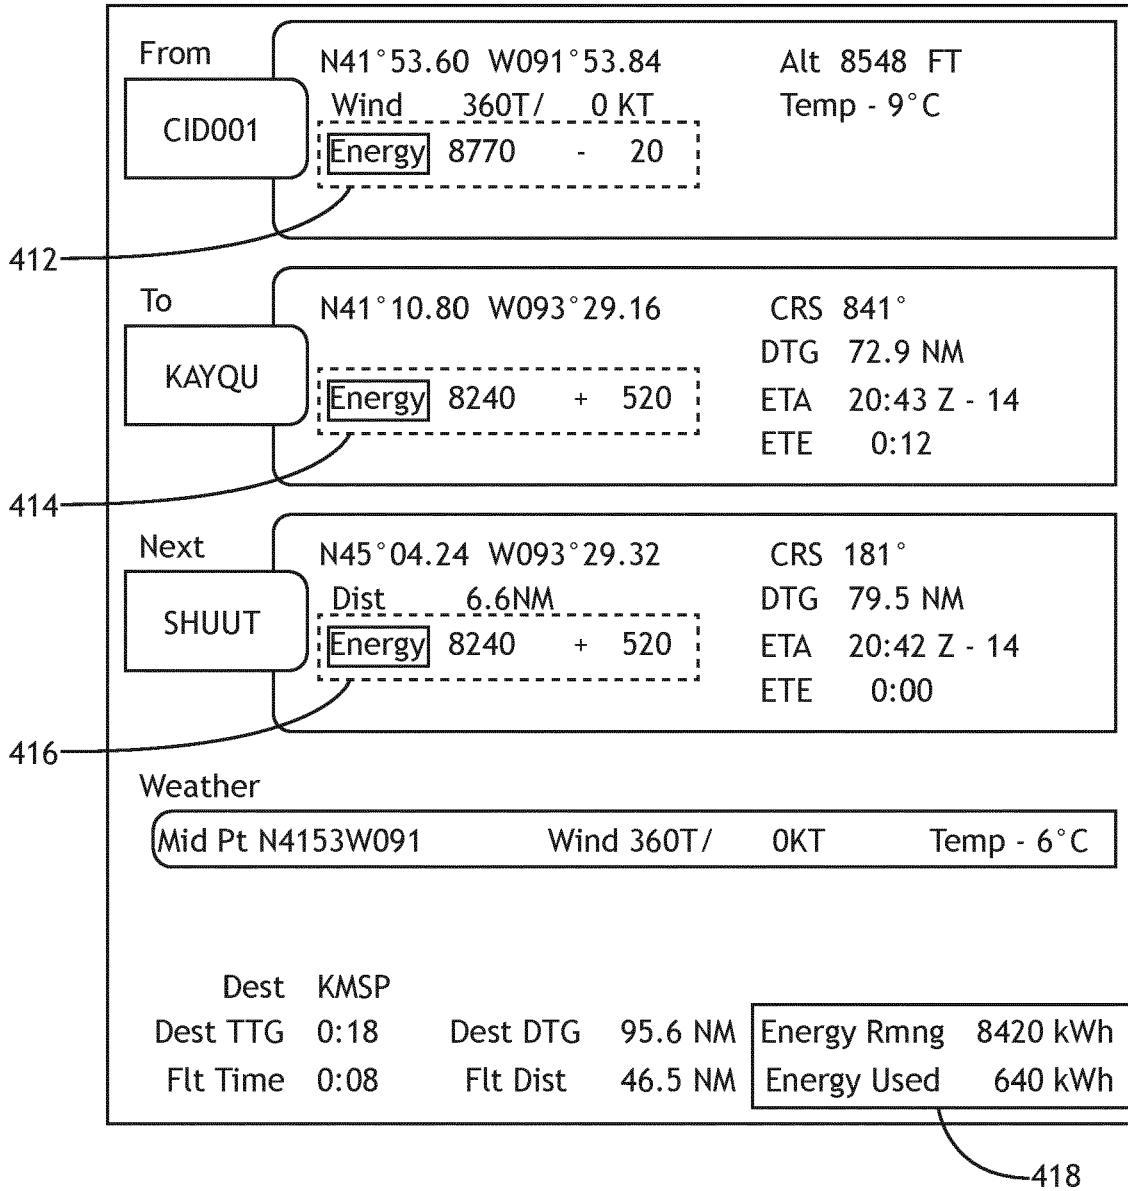 From
CID001
N41°53.60 W091°53.84 Alt 8548 FT
Wind 360T/ 0 KT Temp - 9°C
Energy 8770 - 20
412
To
KAYQU
N41°10.80 W093°29.16 CRS 841°
DTG 72.9 NM
Energy 8240 + 520 ETA 20:43 Z - 14
ETE 0:12
414
Next
SHUUT
N45°04.24 W093°29.32 CRS 181°
Dist 6.6NM DTG 79.5 NM
Energy 8240 + 520 ETA 20:42 Z - 14
ETE 0:00
416
Weather
Mid Pt N4153W091 Wind 360T/ 0KT Temp - 6°C
Dest KMSP
Dest TTG 0:18 Dest DTG 95.6 NM Energy Rmng 8420 kWh
Flt Time 0:08 Flt Dist 46.5 NM Energy Used 640 kWh
418